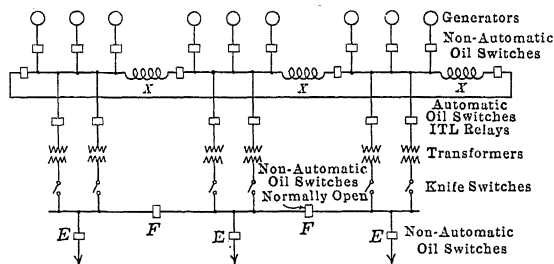 Generators
Non-Automatic
Oil Switches
X
X
X
Automatic
Oil Switches
ITL Relays
Transformers
Non-Automatic
Oil Switches
Normally Open
Knife Switches
E
F
E
F
E
Non-Automatic
Oil Switches